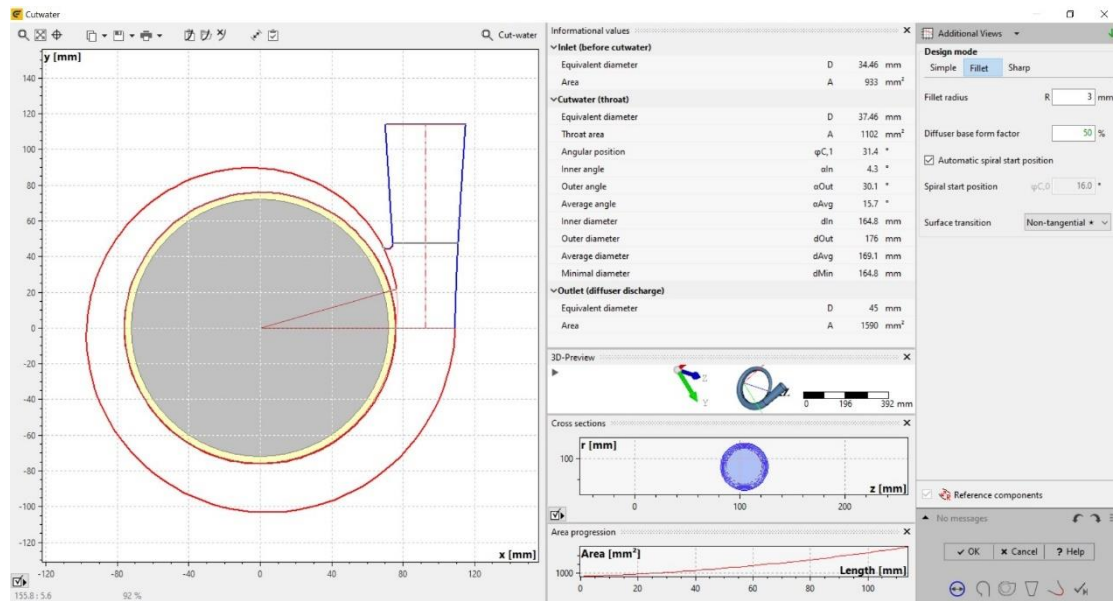 Cutwater
Cut-water
y [mm]
140
120
100
80
60
40
20
0
-20
-40
-60
-80
-100
-120
x [mm]
-120
-80
-40
0
40
80
120
155.8 : 5.6
92 %
Informational values
Inlet (before cutwater)
Equivalent diameter D 34.46 mm
Area A 933 mm²
Cutwater (throat)
Equivalent diameter D 37.46 mm
Throat area A 1102 mm²
Angular position φC,1 31.4 °
Inner angle αIn 4.3 °
Outer angle αOut 30.1 °
Average angle αAvg 15.7 °
Inner diameter dIn 164.8 mm
Outer diameter dOut 176 mm
Average diameter dAvg 169.1 mm
Minimal diameter dMin 164.8 mm
Outlet (diffuser discharge)
Equivalent diameter D 45 mm
Area A 1590 mm²
3D-Preview
Z
Y
Z
0 196 392 mm
Cross sections
r [mm]
100
z [mm]
0 100 200
Area progression
Area [mm²]
1000
Length [mm]
0 20 40 60 80 100
Additional Views
Design mode
Simple Fillet Sharp
Fillet radius R 3 mm
Diffuser base form factor 50 %
Automatic spiral start position
Spiral start position φC,0 16.0 °
Surface transition Non-tangential
Reference components
No messages
OK Cancel ? Help